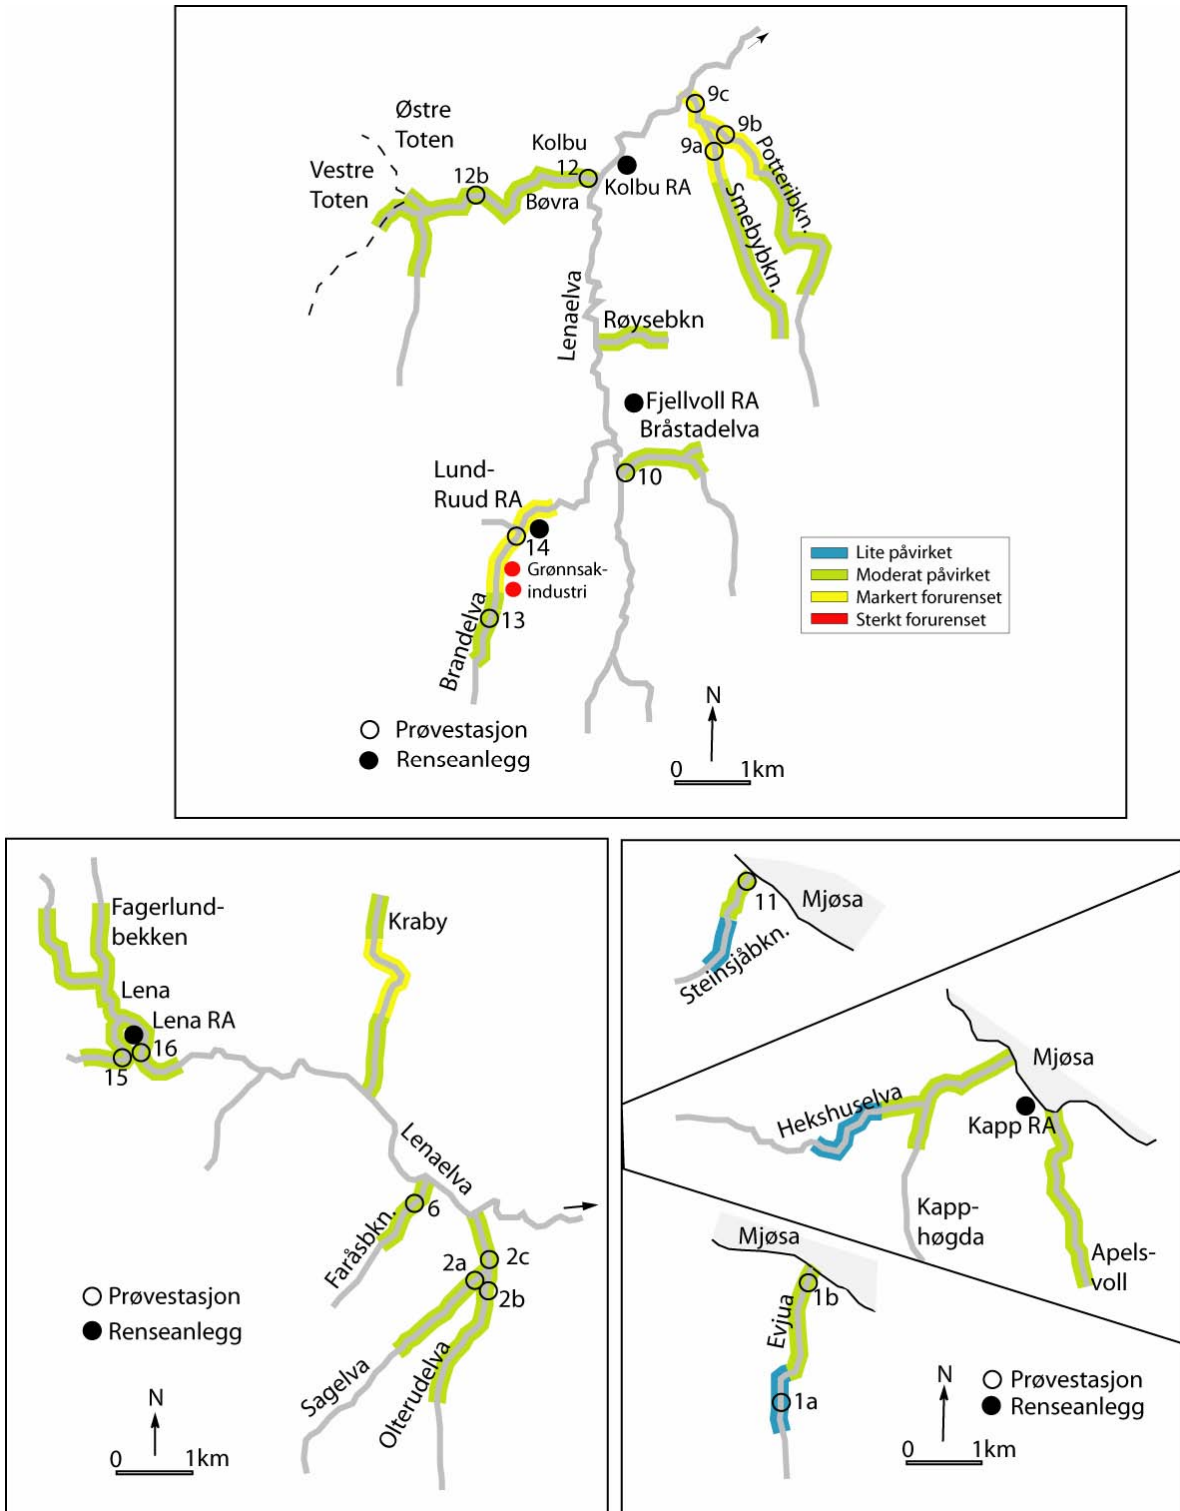 9c
Østre
Toten
9b
Kolbu
9a
Potteribkn.
Vestre
Toten
12b
12
Kolbu RA
Bøvra
Smebybkn.
Lenaelva
Røysebkn
Fjellvoll RA
Bråstadelva
Lund-
Ruud RA
10
14
Grønnsak-
industri
Lite påvirket
Moderat påvirket
Markert forurenset
Sterkt forurenset
13
Brandelva
N
Prøvestasjon
Renseanlegg
0 1km
Fagerlund-
bekken
Kraby
Lena
Lena RA
16
15
Lenaelva
6
Faråsbkn.
2c
2a
2b
Prøvestasjon
Renseanlegg
Sagelva
Olterudelva
N
0 1km
11
Mjøsa
Steinsjåbkn.
Mjøsa
Hekshuselva
Kapp RA
Kapp-
høgda
Apels-
voll
Mjøsa
1b
Evjua
1a
Prøvestasjon
Renseanlegg
N
0 1km